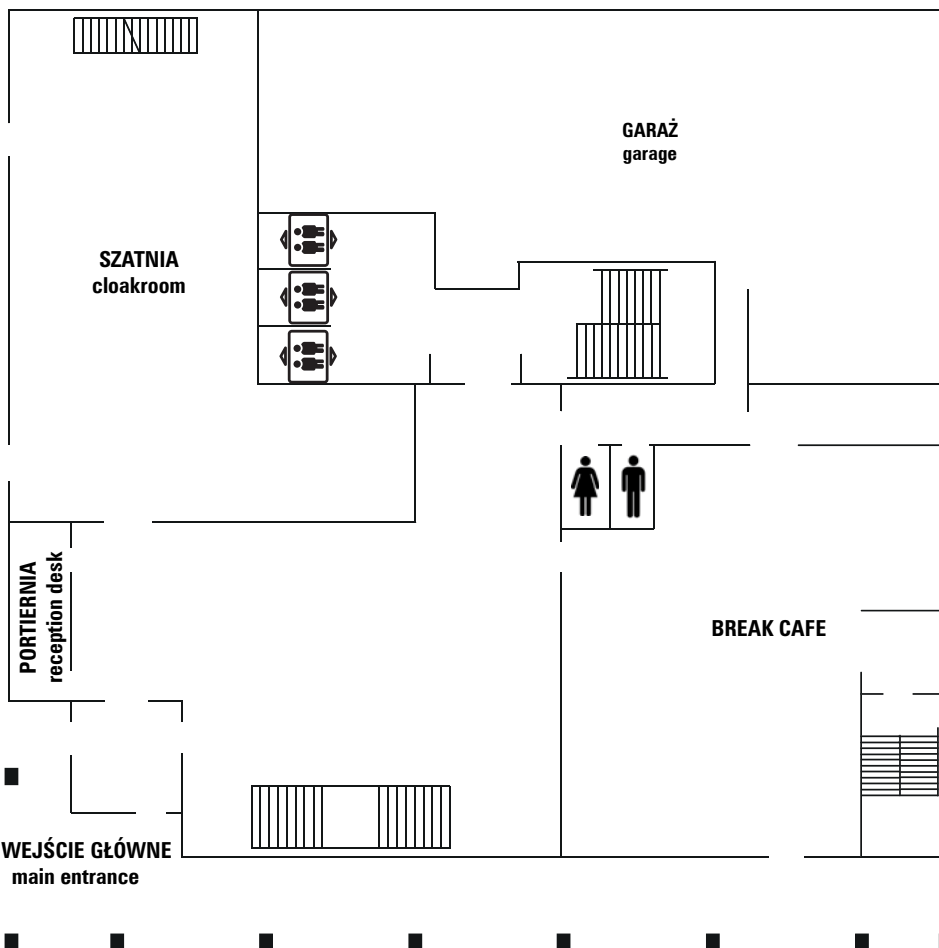 GARAŻ
garage
SZATNIA
cloakroom
PORTIERNIA
reception desk
BREAK CAFE
WEJŚCIE GŁÓWNE
main entrance